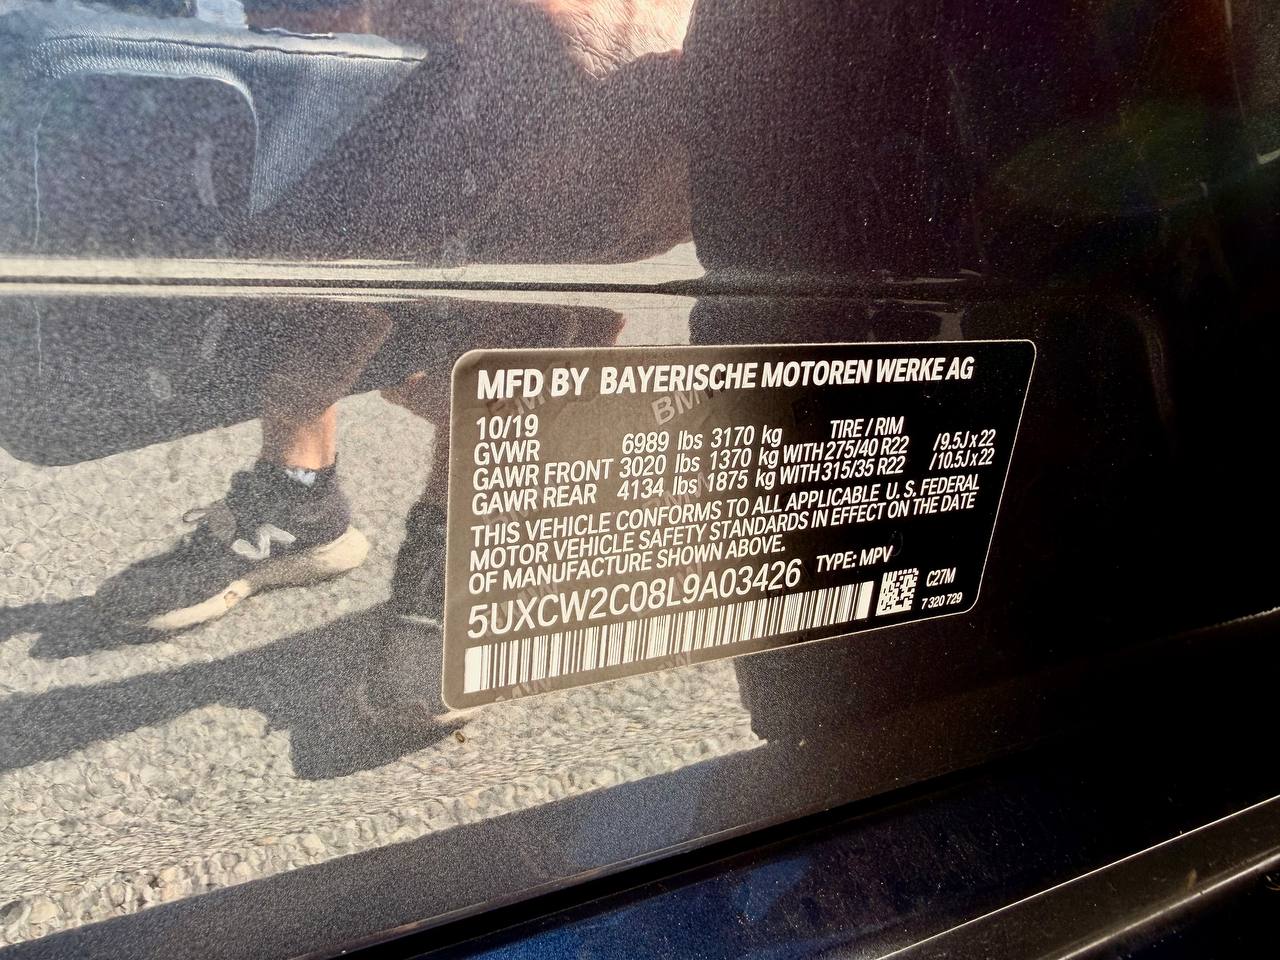 MFD BY BAYERISCHE MOTOREN WERKE AG
10/19 TIRE / RIM
GVWR 6989 lbs 3170 kg
GAWR FRONT 3020 lbs 1370 kg WITH 275/40 R22 /9.5J x 22
GAWR REAR 4134 lbs 1875 kg WITH 315/35 R22 /10.5J x 22
THIS VEHICLE CONFORMS TO ALL APPLICABLE U.S. FEDERAL
MOTOR VEHICLE SAFETY STANDARDS IN EFFECT ON THE DATE
OF MANUFACTURE SHOWN ABOVE.
5UXCW2C08L9A03426 TYPE: MPV
C27M
7 320 729
BMW